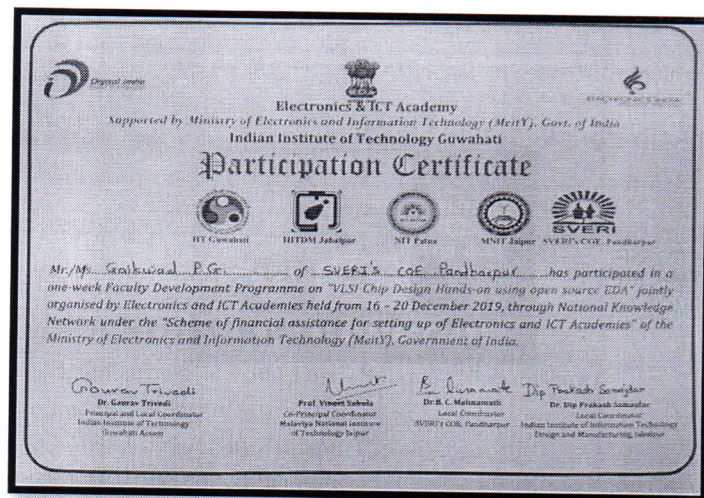 Digital India
Electronics & ICT Academy
Supported by Ministry of Electronics and Information Technology (MeitY), Govt. of India
Indian Institute of Technology Guwahati
Participation Certificate
IIT Guwahati IIITDM Jabalpur NIT Patna MNIT Jaipur SVERI's COE, Pandharpur
SVERI
Mr./Ms. Gaikwad P.G. of SVERI's COE Pandharpur has participated in a
one-week Faculty Development Programme on "VLSI Chip Design Hands-on using open source EDA" jointly
organised by Electronics and ICT Academies held from 16 - 20 December 2019, through National Knowledge
Network under the "Scheme of financial assistance for setting up of Electronics and ICT Academies" of the
Ministry of Electronics and Information Technology (MeitY), Government of India.
Gaurav Trivedi Dip Prakash Samajdar
Dr. Gaurav Trivedi Prof. Vineet Sahula Dr B. C. Melinamath Dr. Dip Prakash Samajdar
Principal and Local Coordinator Co-Principal Coordinator Local Coordinator Local Coordinator
Indian Institute of Technology Malaviya National Institute SVERI's COE, Pandharpur Indian Institute of Information Technology
Guwahati Assam of Technology Jaipur Design and Manufacturing, Jabalpur